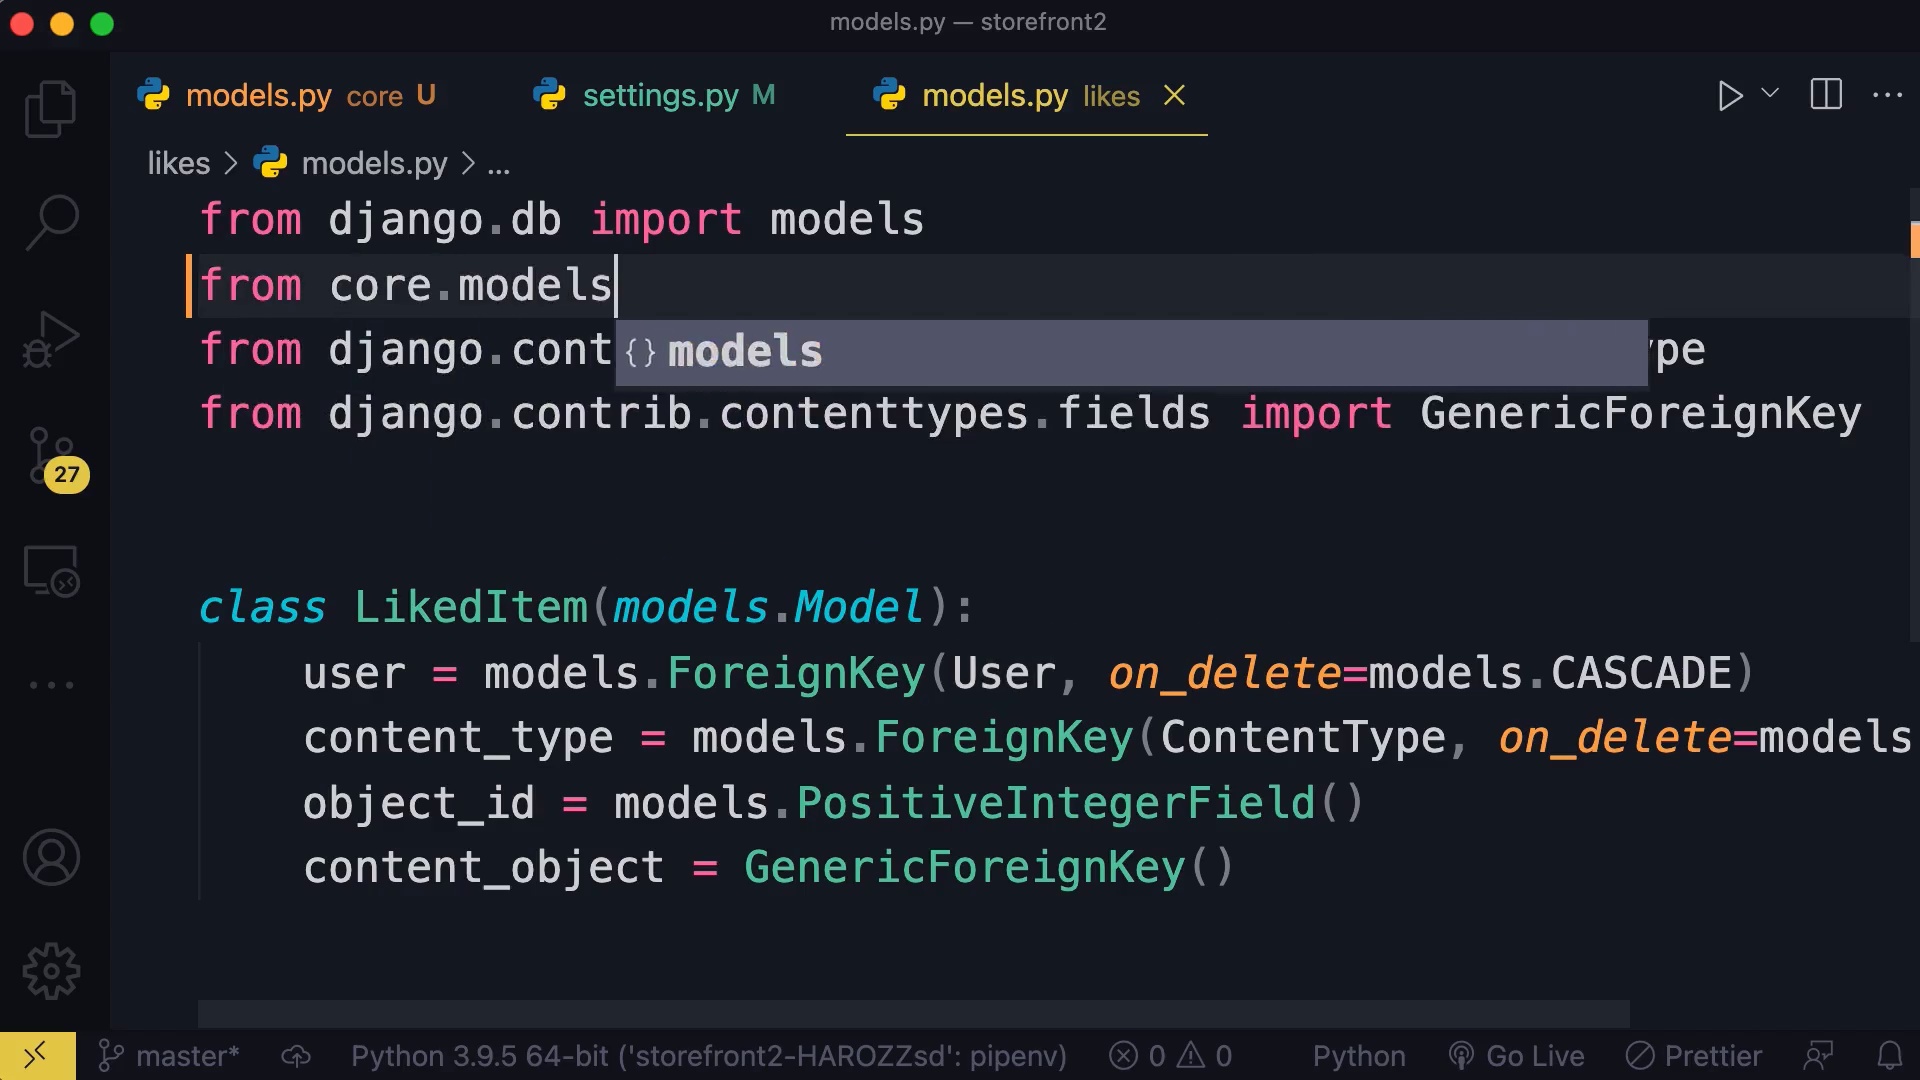 models.py — storefront2
models.py core U settings.py M models.py likes
likes > models.py > ...
from django.db import models
from core.models
from django.cont pe
{} models
from django.contrib.contenttypes.fields import GenericForeignKey
class LikedItem(models.Model):
user = models.ForeignKey(User, on_delete=models.CASCADE)
content_type = models.ForeignKey(ContentType, on_delete=models
object_id = models.PositiveIntegerField()
content_object = GenericForeignKey()
27
master* Python 3.9.5 64-bit ('storefront2-HAROZZsd': pipenv) 0 0 Python Go Live Prettier